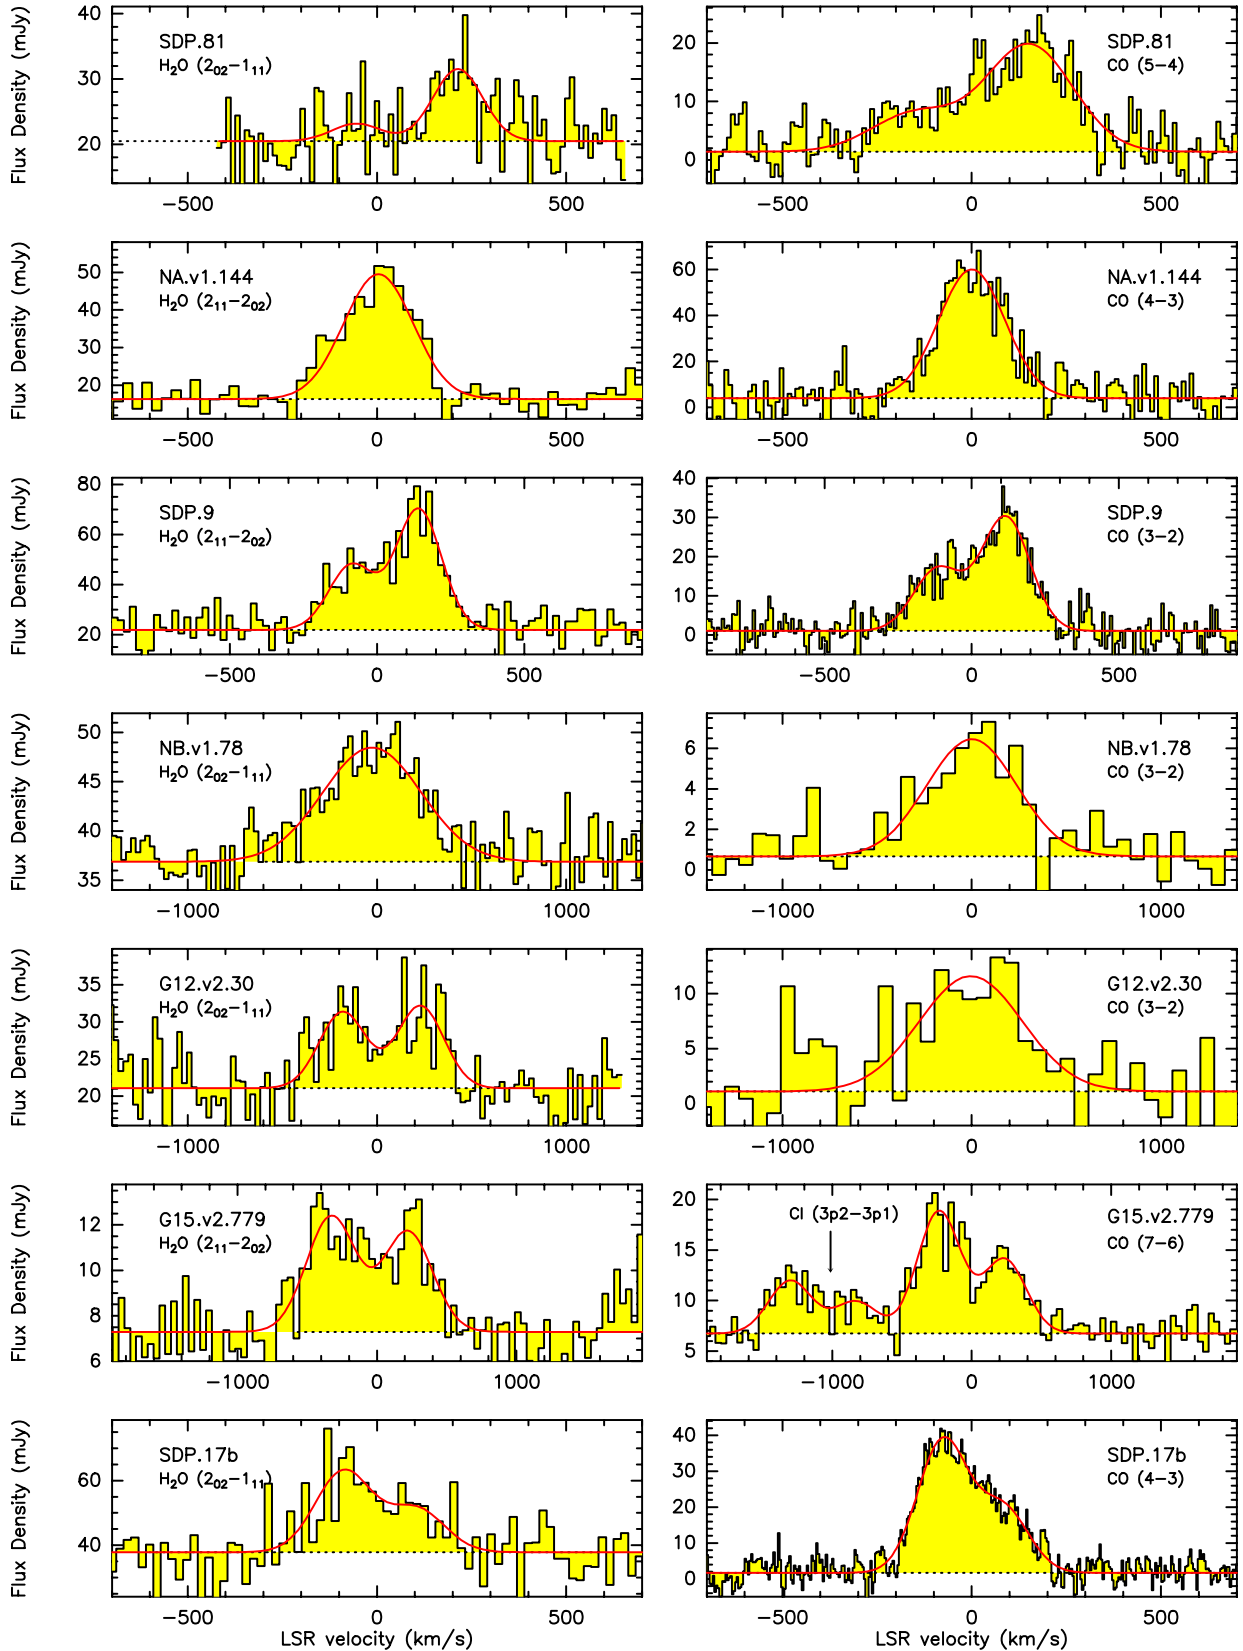 Flux Density (mJy)
40
30
20
SDP.81
H₂O (2₀₂−1₁₁)
−500 0 500
20
10
0
SDP.81
CO (5−4)
−500 0 500
Flux Density (mJy)
50
40
30
20
NA.v1.144
H₂O (2₁₁−2₀₂)
−500 0 500
60
40
20
0
NA.v1.144
CO (4−3)
−500 0 500
Flux Density (mJy)
80
60
40
20
SDP.9
H₂O (2₁₁−2₀₂)
−500 0 500
40
30
20
10
0
SDP.9
CO (3−2)
−500 0 500
Flux Density (mJy)
50
45
40
35
NB.v1.78
H₂O (2₀₂−1₁₁)
−1000 0 1000
6
4
2
0
NB.v1.78
CO (3−2)
−1000 0 1000
Flux Density (mJy)
35
30
25
20
G12.v2.30
H₂O (2₀₂−1₁₁)
−1000 0 1000
10
5
0
G12.v2.30
CO (3−2)
−1000 0 1000
Flux Density (mJy)
12
10
8
6
G15.v2.779
H₂O (2₁₁−2₀₂)
−1000 0 1000
20
15
10
5
CI (3p2−3p1)
G15.v2.779
CO (7−6)
−1000 0 1000
Flux Density (mJy)
60
40
SDP.17b
H₂O (2₀₂−1₁₁)
−500 0 500
LSR velocity (km/s)
40
30
20
10
0
SDP.17b
CO (4−3)
−500 0 500
LSR velocity (km/s)